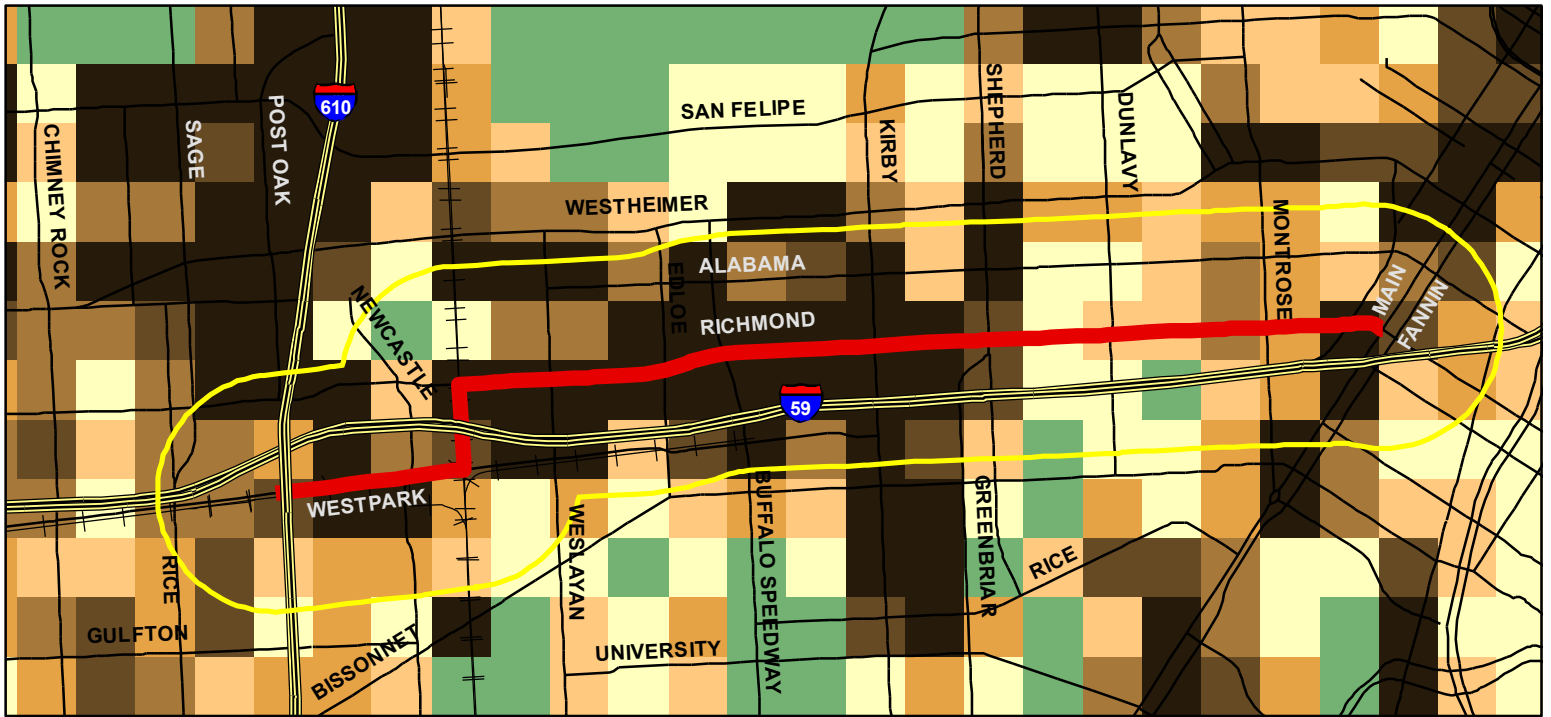 610
SAN FELIPE
CHIMNEY ROCK
SAGE
POST OAK
KIRBY
SHEPHERD
DUNLAVY
WESTHEIMER
MONTROSE
ALABAMA
EDLOE
NEWCASTLE
RICHMOND
MAIN
FANNIN
59
WESTPARK
WESLAYAN
BUFFALO SPEEDWAY
GREENBRIAR
RICE
RICE
GULFTON
BISSONNET
UNIVERSITY